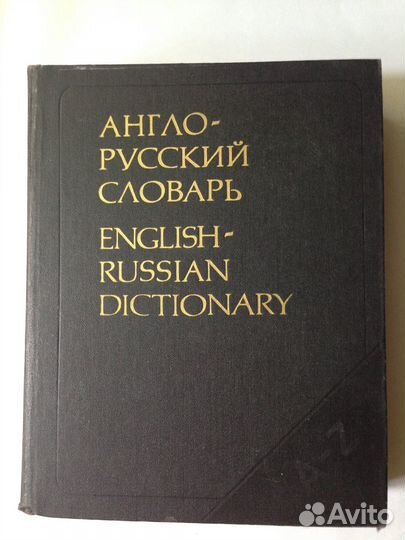 АНГЛО-
РУССКИЙ
СЛОВАРЬ
ENGLISH-
RUSSIAN
DICTIONARY
A-Z
Avito